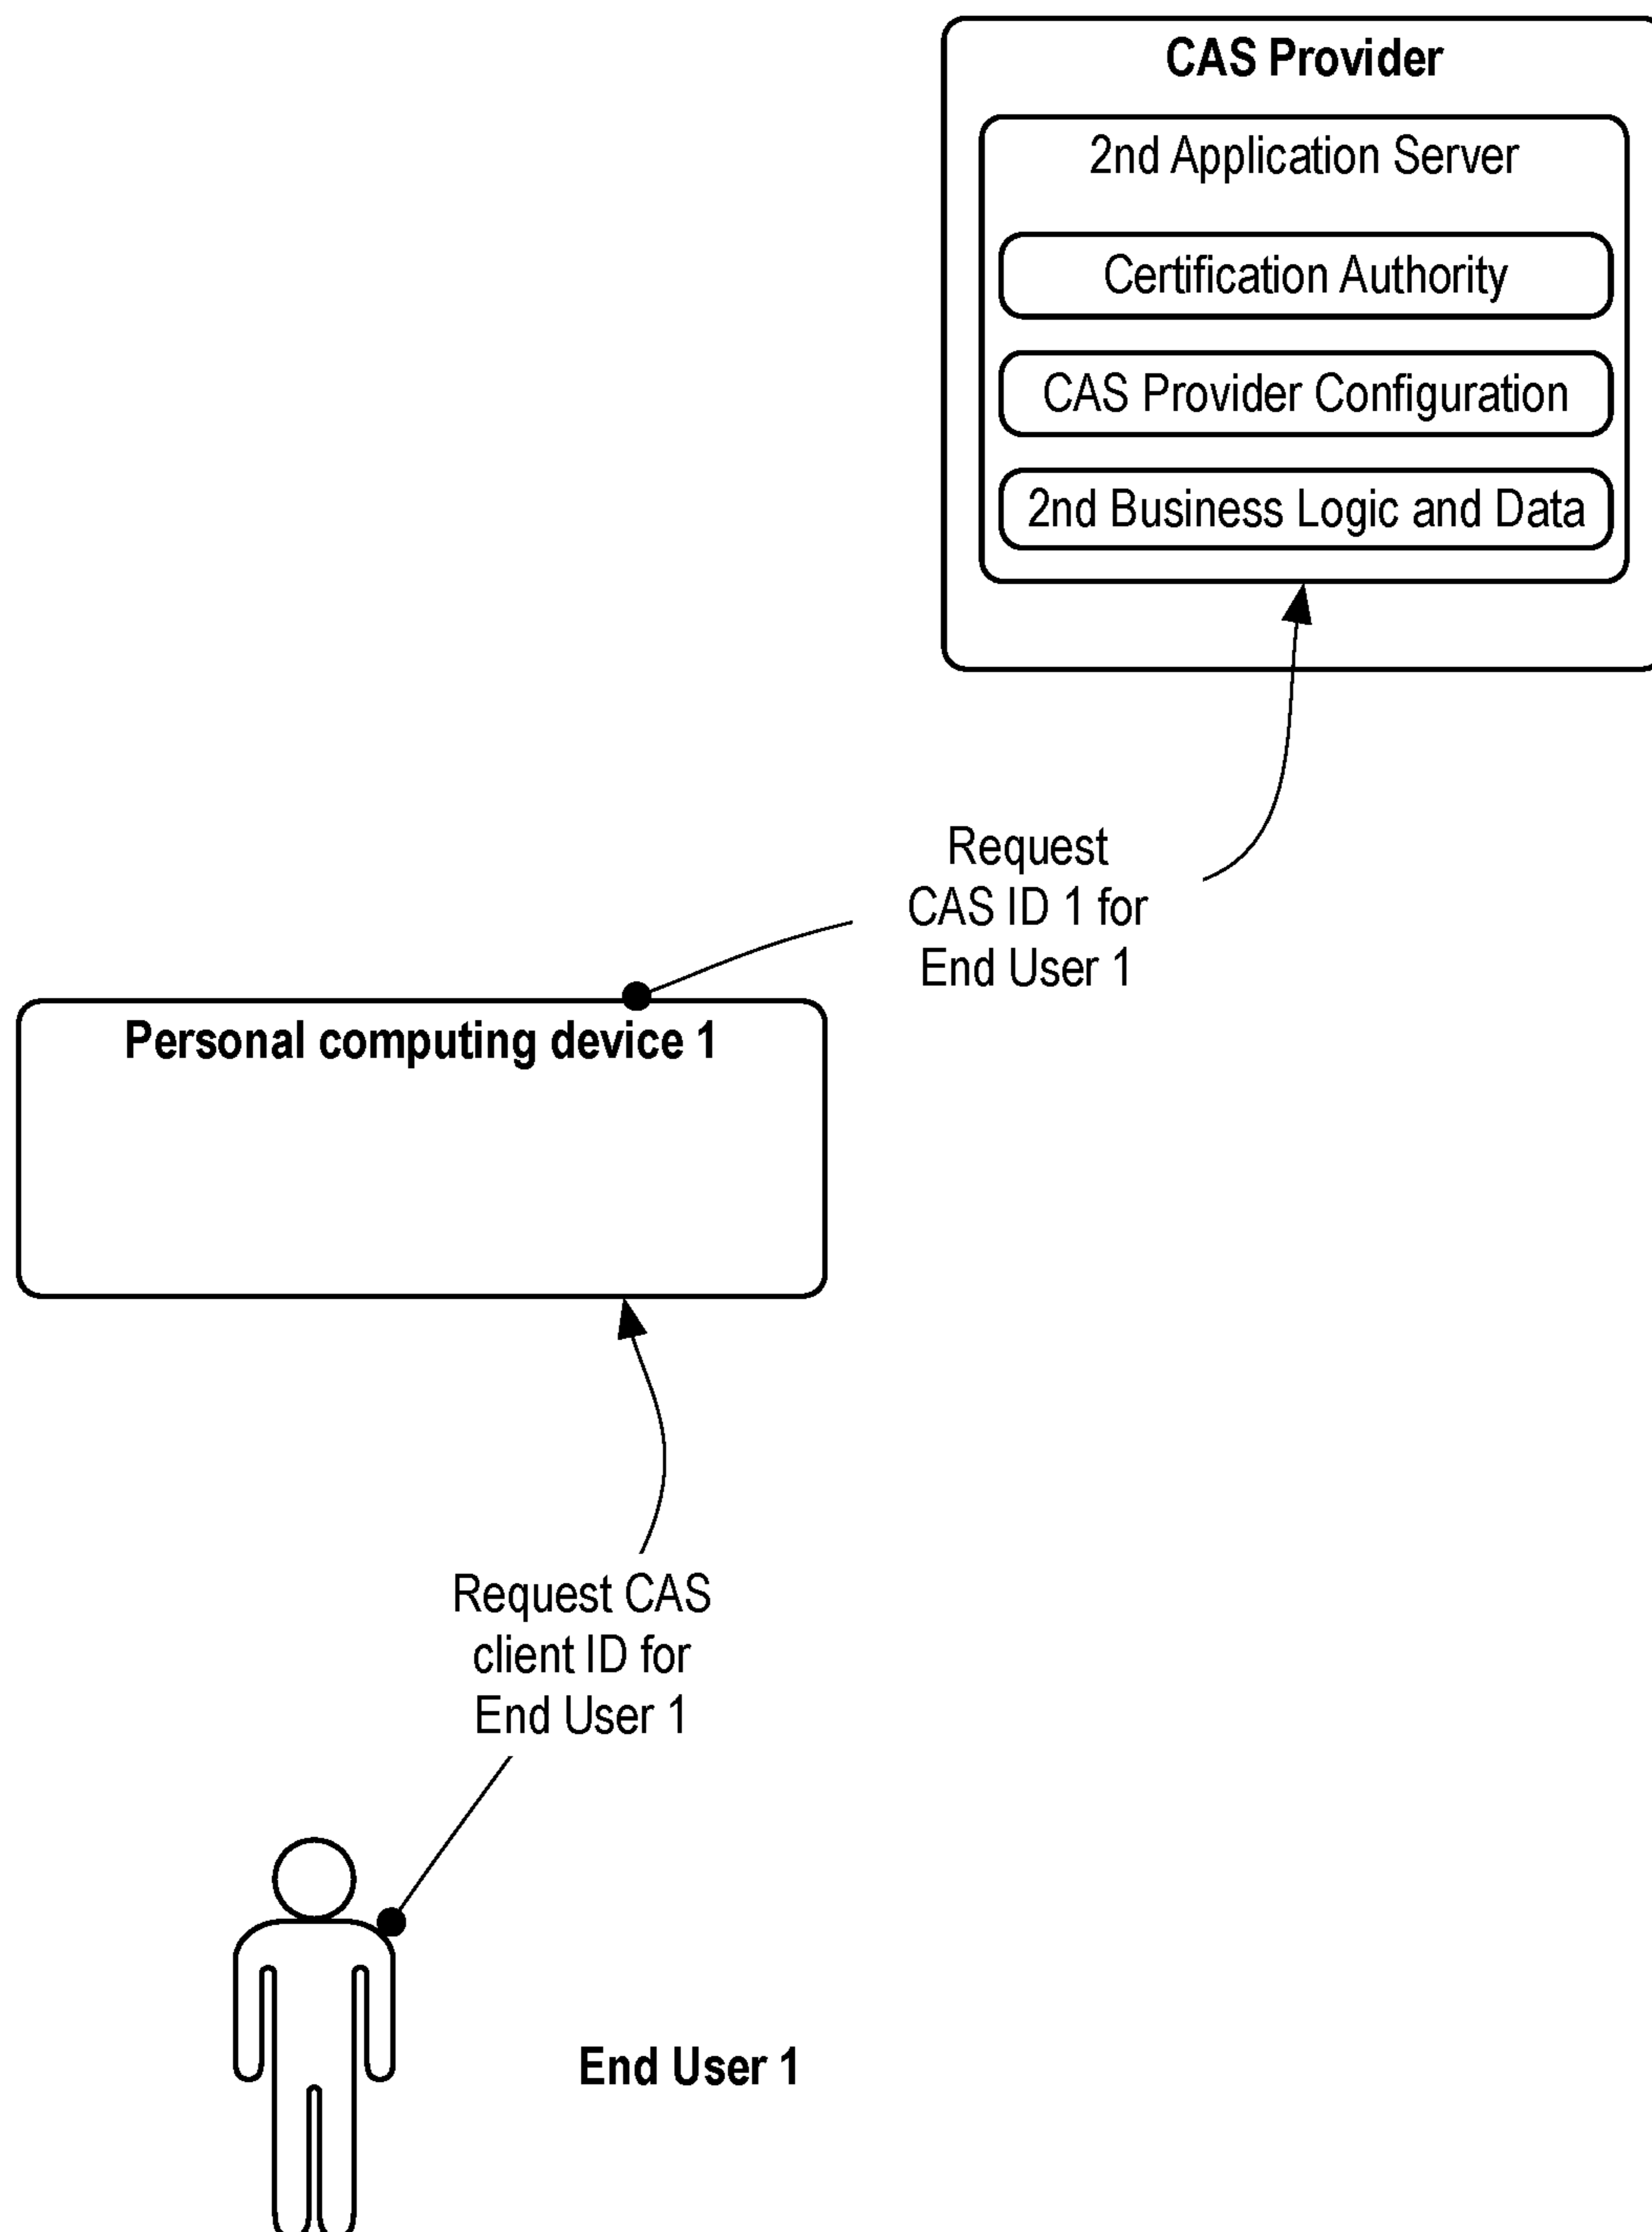 CAS Provider
2nd Application Server
Certification Authority
CAS Provider Configuration
2nd Business Logic and Data
Request
CAS ID 1 for
End User 1
Personal computing device 1
Request CAS
client ID for
End User 1
End User 1